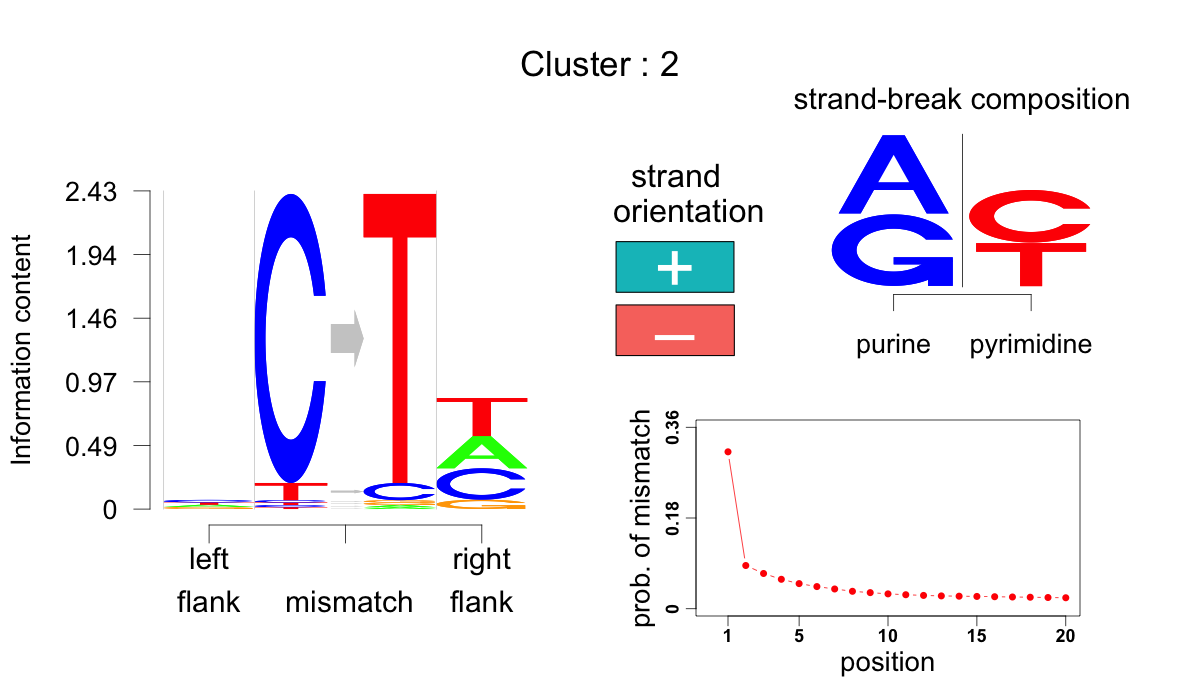 Cluster : 2
strand-break composition
A
G
C
T
purine
pyrimidine
strand
orientation
+
−
Information content
2.43
1.94
1.46
0.97
0.49
0
C
T
T
C
T
A
C
G
left
flank
mismatch
right
flank
prob. of mismatch
0.36
0.18
0
1
5
10
15
20
position